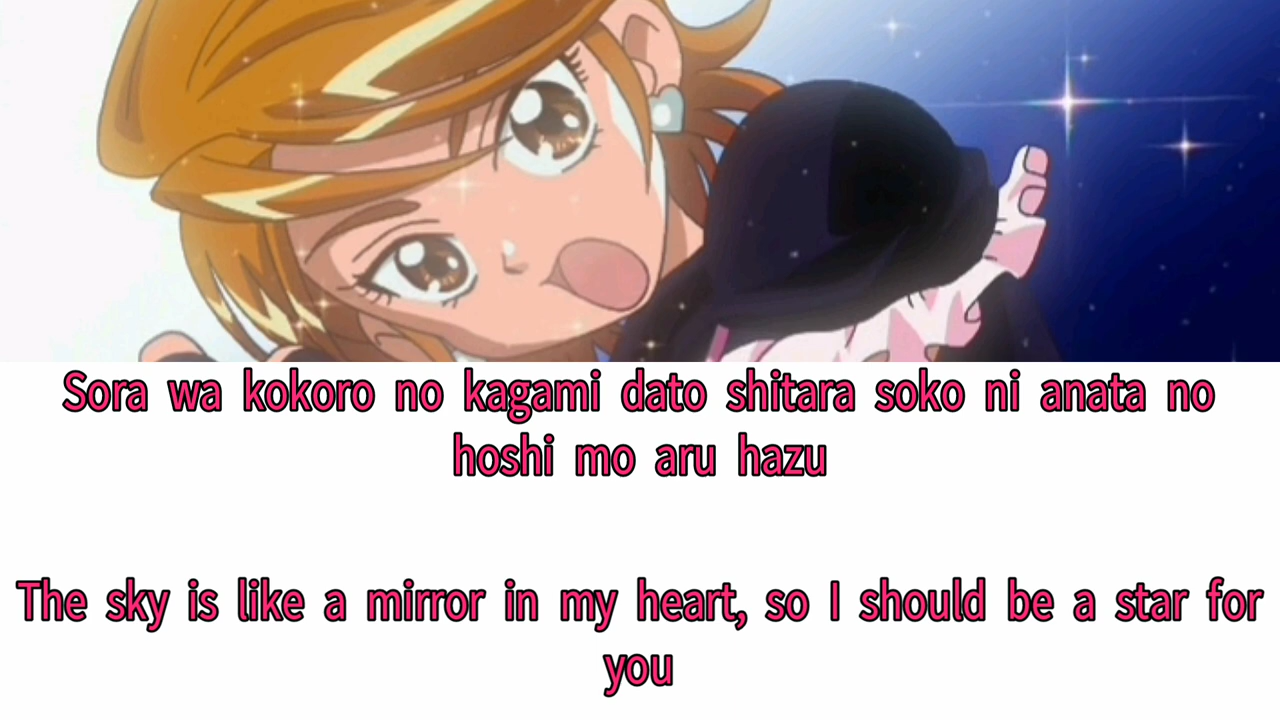 Sora wa kokoro no kagami dato shitara soko ni anata no
hoshi mo aru hazu
The sky is like a mirror in my heart, so I should be a star for
you